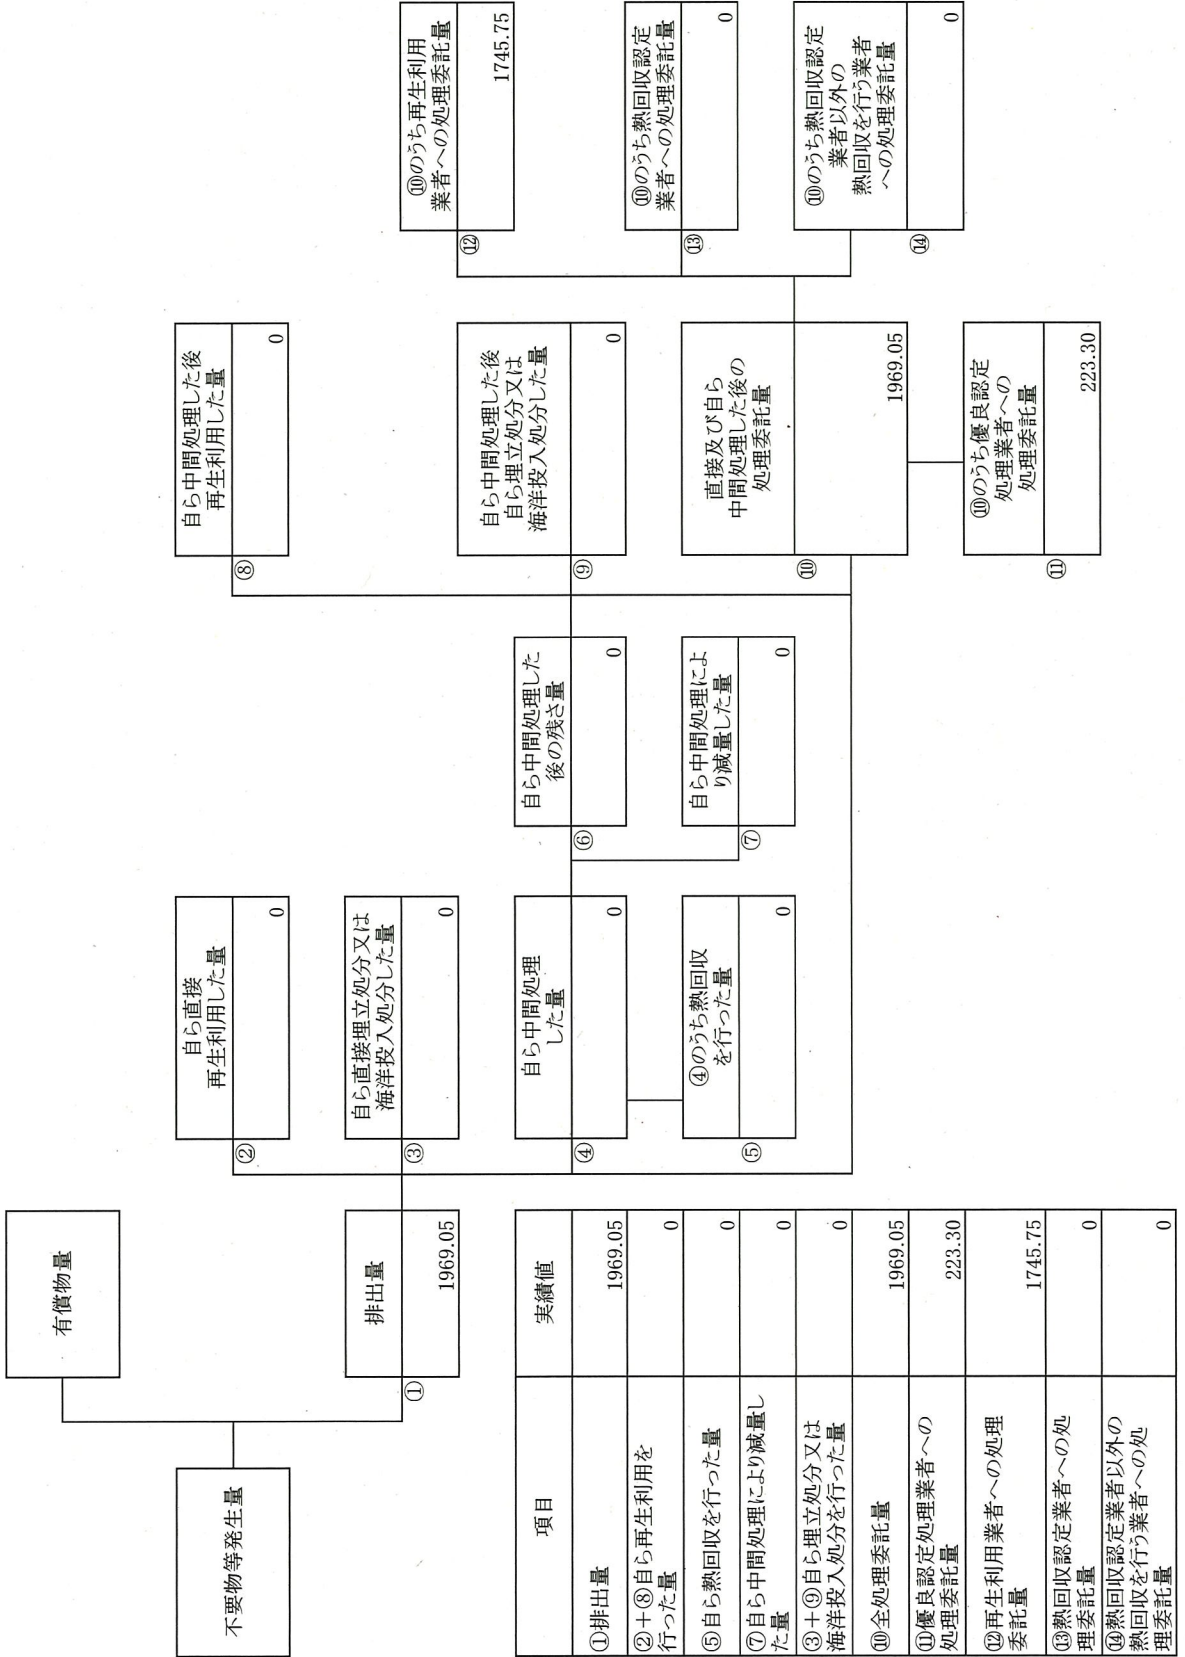 不要物等発生量
有償物量
①
排出量
1969.05
②
自ら直接
再生利用した量
0
③
自ら直接埋立処分又は
海洋投入処分した量
0
④
自ら中間処理
した量
0
⑤
④のうち熱回収
を行った量
0
⑥
自ら中間処理した
後の残さ量
0
⑦
自ら中間処理によ
り減量した量
0
⑧
自ら中間処理した後
再生利用した量
0
⑨
自ら中間処理した後
自ら埋立処分又は
海洋投入処分した量
0
⑩
直接及び自ら
中間処理した後の
処理委託量
1969.05
⑪
⑩のうち優良認定
処理業者への
処理委託量
223.30
⑫
⑩のうち再生利用
業者への処理委託量
1745.75
⑬
⑩のうち熱回収認定
業者への処理委託量
0
⑭
⑩のうち熱回収認定
業者以外の
熱回収を行う業者
への処理委託量
0
項目 実績値
①排出量 1969.05
②+⑧自ら再生利用を
行った量 0
⑤自ら熱回収を行った量 0
⑦自ら中間処理により減量し
た量 0
③+⑨自ら埋立処分又は
海洋投入処分を行った量 0
⑩全処理委託量 1969.05
⑪優良認定処理業者への
処理委託量 223.30
⑫再生利用業者への処理
委託量 1745.75
⑬熱回収認定業者への処
理委託量 0
⑭熱回収認定業者以外の
熱回収を行う業者への処
理委託量 0